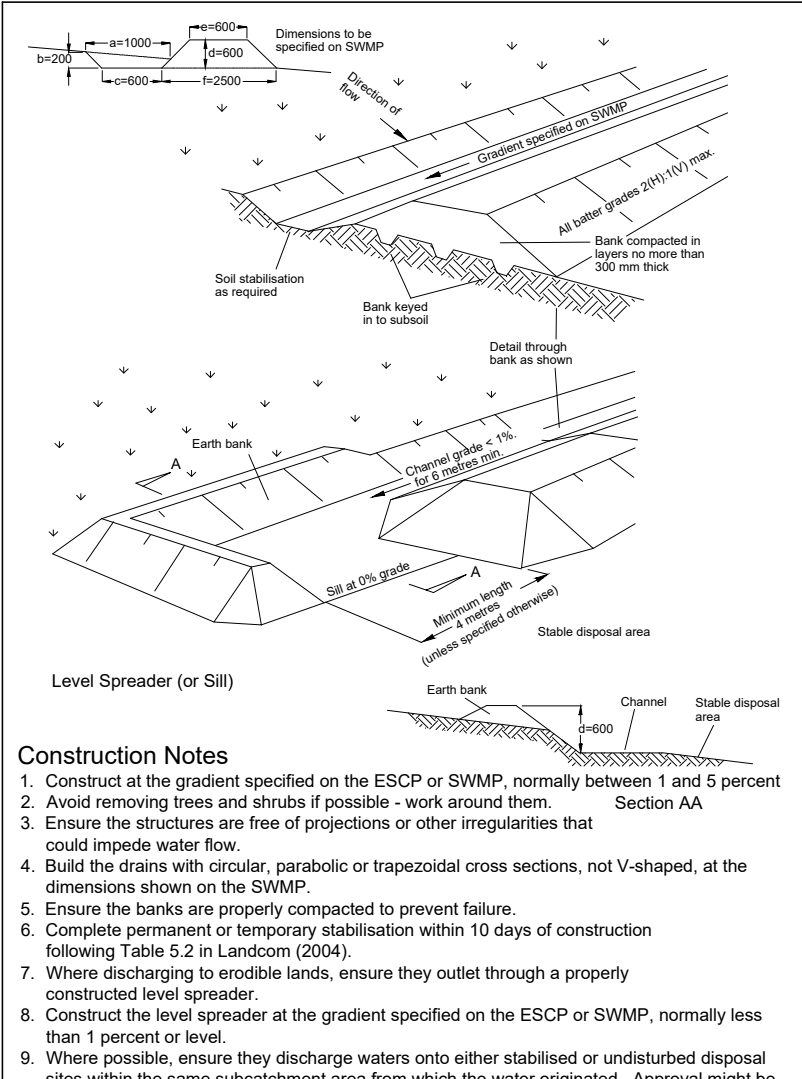 e=600
a=1000
d=600
b=200
c=600
f=2500
Dimensions to be
specified on SWMP
Direction of
flow
Gradient specified on SWMP
All batter grades 2(H):1(V) max.
Bank compacted in
layers no more than
300 mm thick
Soil stabilisation
as required
Bank keyed
in to subsoil
Detail through
bank as shown
Earth bank
A
Channel grade < 1%.
for 6 metres min.
Sill at 0% grade
A
Minimum length
4 metres
(unless specified otherwise)
Stable disposal area
Level Spreader (or Sill)
Earth bank
Channel
Stable disposal
area
d=600
Section AA
Construction Notes
1. Construct at the gradient specified on the ESCP or SWMP, normally between 1 and 5 percent
2. Avoid removing trees and shrubs if possible - work around them.
3. Ensure the structures are free of projections or other irregularities that
could impede water flow.
4. Build the drains with circular, parabolic or trapezoidal cross sections, not V-shaped, at the
dimensions shown on the SWMP.
5. Ensure the banks are properly compacted to prevent failure.
6. Complete permanent or temporary stabilisation within 10 days of construction
following Table 5.2 in Landcom (2004).
7. Where discharging to erodible lands, ensure they outlet through a properly
constructed level spreader.
8. Construct the level spreader at the gradient specified on the ESCP or SWMP, normally less
than 1 percent or level.
9. Where possible, ensure they discharge waters onto either stabilised or undisturbed disposal
sites within the same subcatchment area from which the water originated. Approval might be